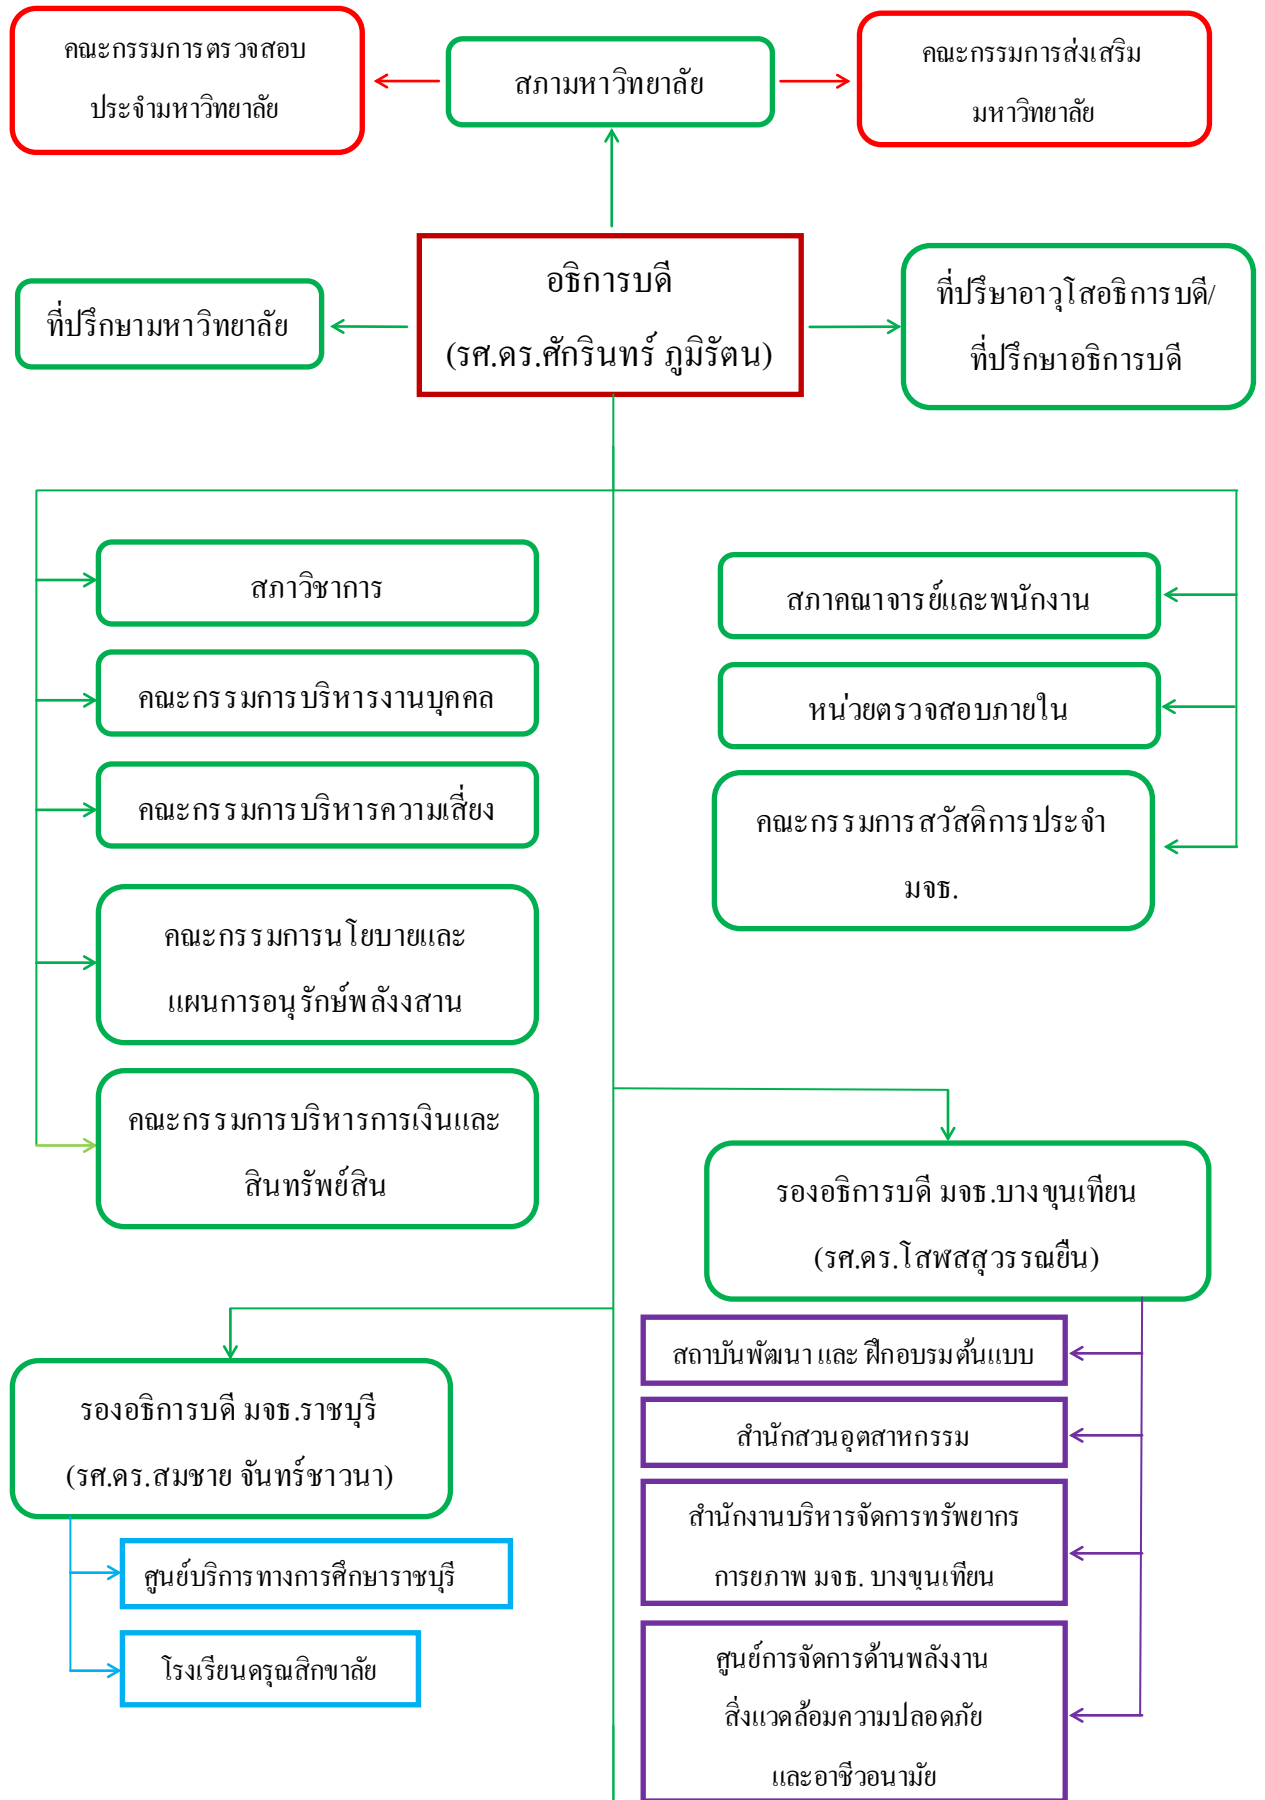 คณะกรรมการตรวจสอบ
ประจำมหาวิทยาลัย
สภามหาวิทยาลัย
คณะกรรมการส่งเสริม
มหาวิทยาลัย
อธิการบดี
(รศ.ดร.ศักรินทร์ ภูมิรัตน)
ที่ปรึกษามหาวิทยาลัย
ที่ปรึษาอาวุโสอธิการบดี/
ที่ปรึกษาอธิการบดี
สภาวิชาการ
คณะกรรมการบริหารงานบุคคล
คณะกรรมการบริหารความเสี่ยง
คณะกรรมการนโยบายและ
แผนการอนุรักษ์พลังงสาน
คณะกรรมการบริหารการเงินและ
สินทรัพย์สิน
สภาคณาจารย์และพนักงาน
หน่วยตรวจสอบภายใน
คณะกรรมการสวัสดิการประจำ
มจธ.
รองอธิการบดี มจธ.บางขุนเทียน
(รศ.ดร.โสฬสสุวรรณยืน)
สถาบันพัฒนา และ ฝึกอบรมต้นแบบ
สำนักสวนอุตสาหกรรม
สำนักงานบริหารจัดการทรัพยากร
การยภาพ มจธ. บางขุนเทียน
ศูนย์การจัดการด้านพลังงาน
สิ่งแวดล้อมความปลอดภัย
และอาชีวอนามัย
รองอธิการบดี มจธ.ราชบุรี
(รศ.ดร.สมชาย จันทร์ชาวนา)
ศูนย์บริการทางการศึกษาราชบุรี
โรงเรียนดรุณสิกขาลัย